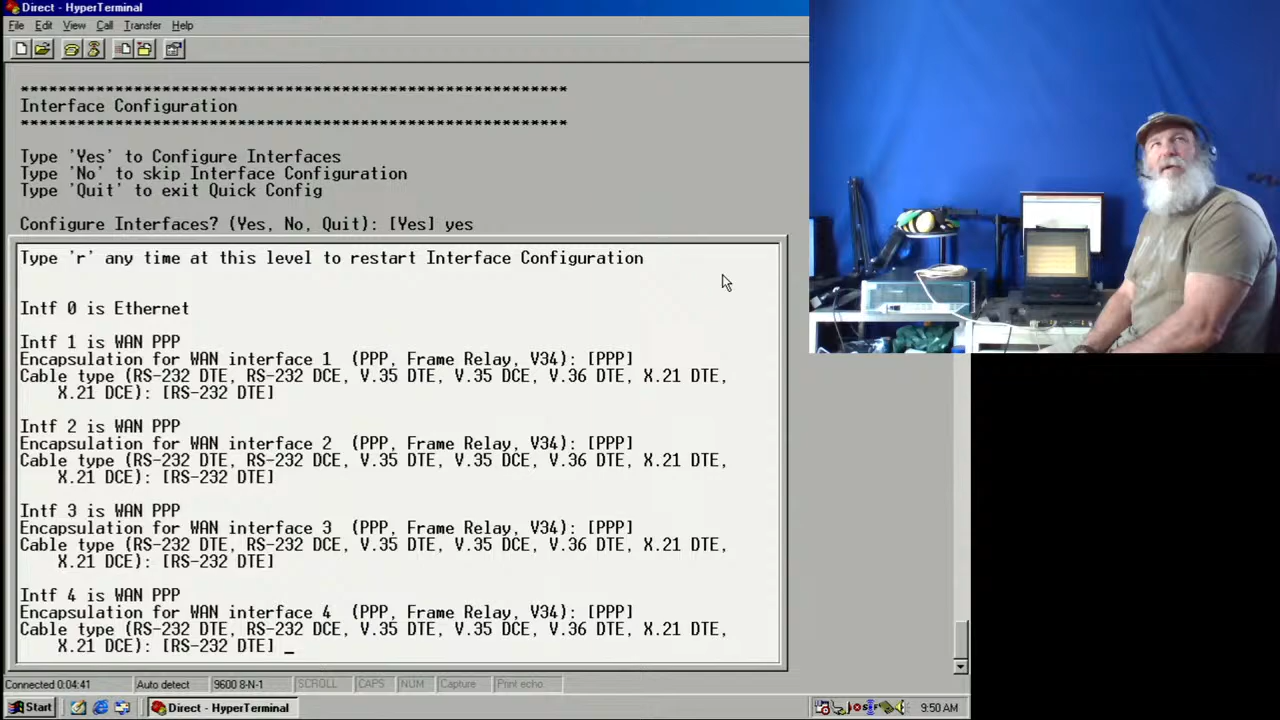 Direct - HyperTerminal
File Edit View Call Transfer Help
**********************************************************
Interface Configuration
**********************************************************
Type 'Yes' to Configure Interfaces
Type 'No' to skip Interface Configuration
Type 'Quit' to exit Quick Config
Configure Interfaces? (Yes, No, Quit): [Yes] yes
Type 'r' any time at this level to restart Interface Configuration
Intf 0 is Ethernet
Intf 1 is WAN PPP
Encapsulation for WAN interface 1 (PPP, Frame Relay, V34): [PPP]
Cable type (RS-232 DTE, RS-232 DCE, V.35 DTE, V.35 DCE, V.36 DTE, X.21 DTE,
X.21 DCE): [RS-232 DTE]
Intf 2 is WAN PPP
Encapsulation for WAN interface 2 (PPP, Frame Relay, V34): [PPP]
Cable type (RS-232 DTE, RS-232 DCE, V.35 DTE, V.35 DCE, V.36 DTE, X.21 DTE,
X.21 DCE): [RS-232 DTE]
Intf 3 is WAN PPP
Encapsulation for WAN interface 3 (PPP, Frame Relay, V34): [PPP]
Cable type (RS-232 DTE, RS-232 DCE, V.35 DTE, V.35 DCE, V.36 DTE, X.21 DTE,
X.21 DCE): [RS-232 DTE]
Intf 4 is WAN PPP
Encapsulation for WAN interface 4 (PPP, Frame Relay, V34): [PPP]
Cable type (RS-232 DTE, RS-232 DCE, V.35 DTE, V.35 DCE, V.36 DTE, X.21 DTE,
X.21 DCE): [RS-232 DTE] _
Connected 0:04:41 Auto detect 9600 8-N-1 SCROLL CAPS NUM Capture Print echo
Start Direct - HyperTerminal 9:50 AM